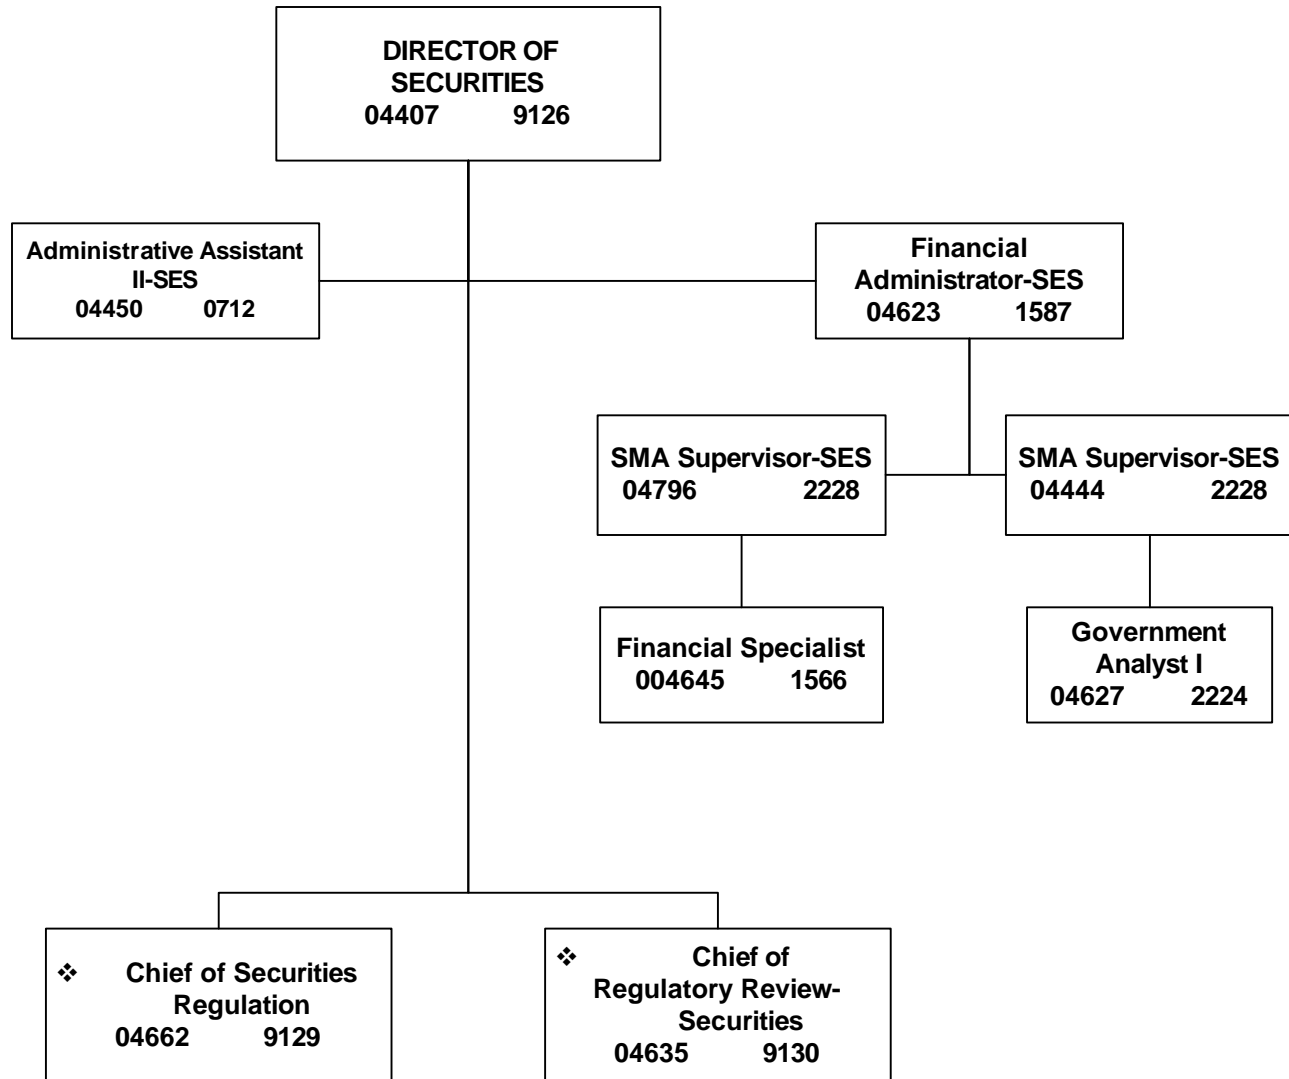 DIRECTOR OF
SECURITIES
04407 9126
Administrative Assistant
II-SES
04450 0712
Financial
Administrator-SES
04623 1587
SMA Supervisor-SES
04796 2228
SMA Supervisor-SES
04444 2228
Financial Specialist
004645 1566
Government
Analyst I
04627 2224
❖ Chief of Securities
Regulation
04662 9129
❖ Chief of
Regulatory Review-
Securities
04635 9130